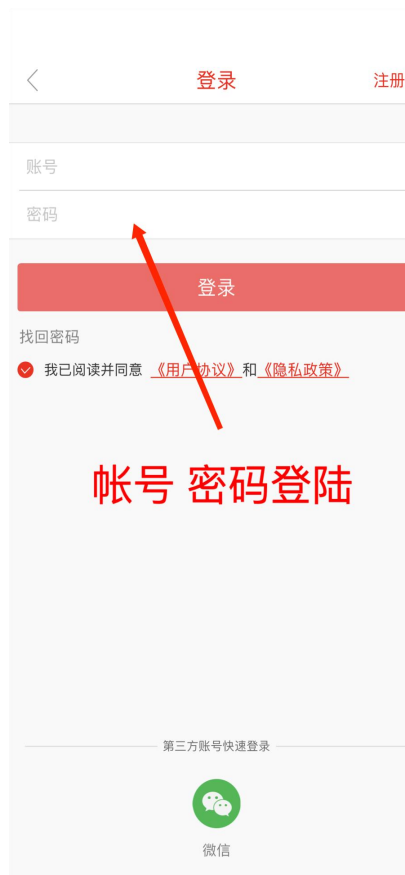 登录 注册
账号
密码
登录
找回密码
我已阅读并同意 《用户协议》和《隐私政策》
帐号 密码登陆
第三方账号快速登录
微信